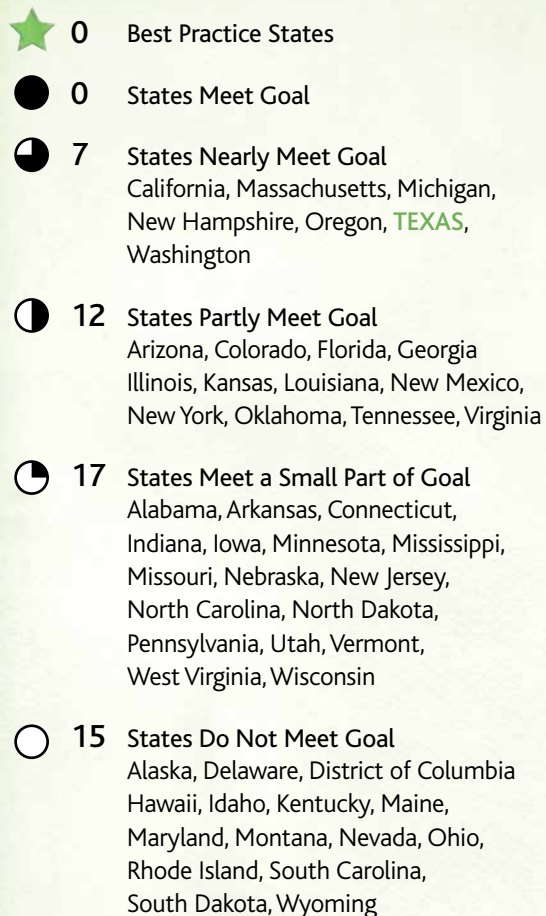 0 Best Practice States
0 States Meet Goal
7 States Nearly Meet Goal
California, Massachusetts, Michigan,
New Hampshire, Oregon, TEXAS,
Washington
12 States Partly Meet Goal
Arizona, Colorado, Florida, Georgia
Illinois, Kansas, Louisiana, New Mexico,
New York, Oklahoma, Tennessee, Virginia
17 States Meet a Small Part of Goal
Alabama, Arkansas, Connecticut,
Indiana, Iowa, Minnesota, Mississippi,
Missouri, Nebraska, New Jersey,
North Carolina, North Dakota,
Pennsylvania, Utah, Vermont,
West Virginia, Wisconsin
15 States Do Not Meet Goal
Alaska, Delaware, District of Columbia
Hawaii, Idaho, Kentucky, Maine,
Maryland, Montana, Nevada, Ohio,
Rhode Island, South Carolina,
South Dakota, Wyoming